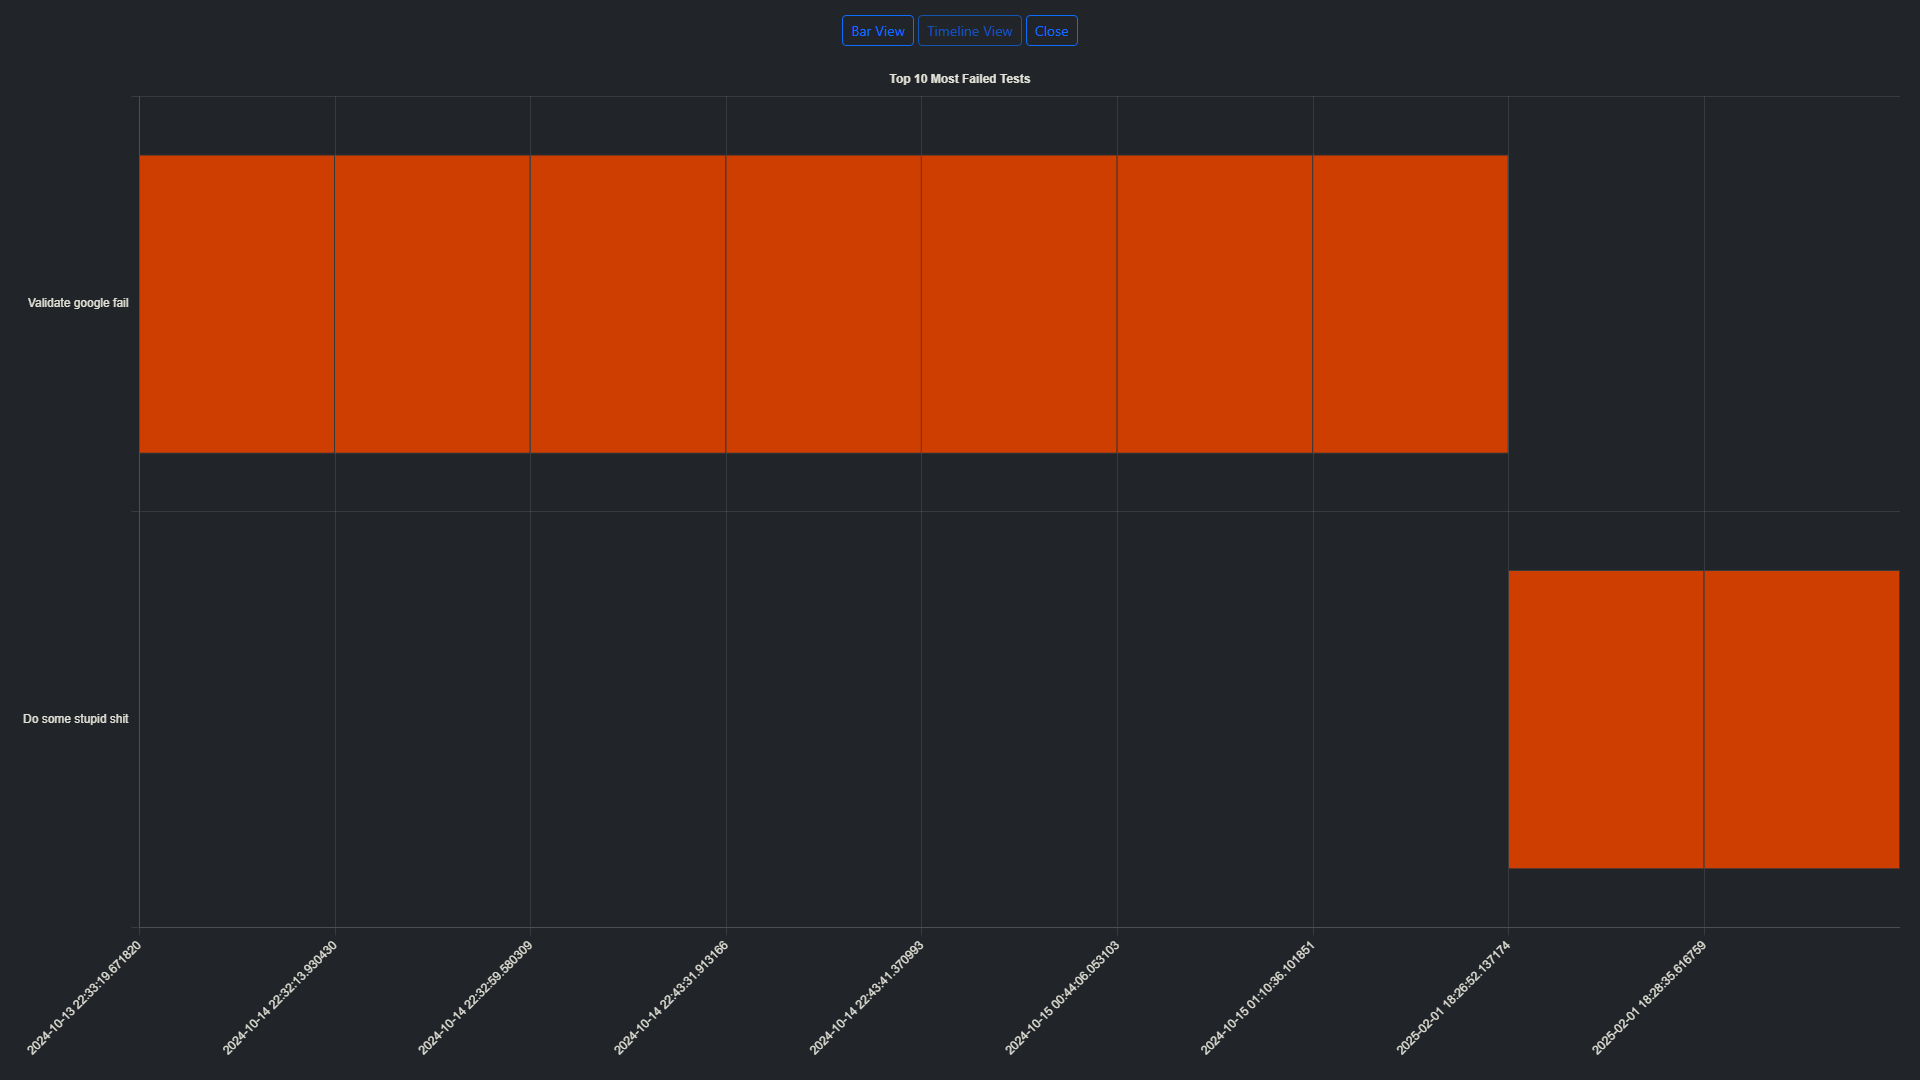 Bar View Timeline View Close
Top 10 Most Failed Tests
Validate google fail
Do some stupid shit
2024-10-13 22:33:19.671820
2024-10-14 22:32:13.930430
2024-10-14 22:32:59.580309
2024-10-14 22:43:31.913166
2024-10-14 22:43:41.370993
2024-10-15 00:44:06.053103
2024-10-15 01:10:36.101851
2025-02-01 18:26:52.137174
2025-02-01 18:28:35.616759